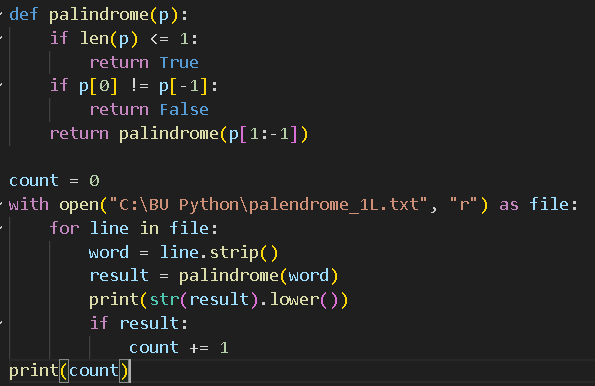 def palindrome(p):
    if len(p) <= 1:
        return True
    if p[0] != p[-1]:
        return False
    return palindrome(p[1:-1])

count = 0
with open("C:\BU Python\palendrome_1L.txt", "r") as file:
    for line in file:
        word = line.strip()
        result = palindrome(word)
        print(str(result).lower())
        if result:
            count += 1
print(count)